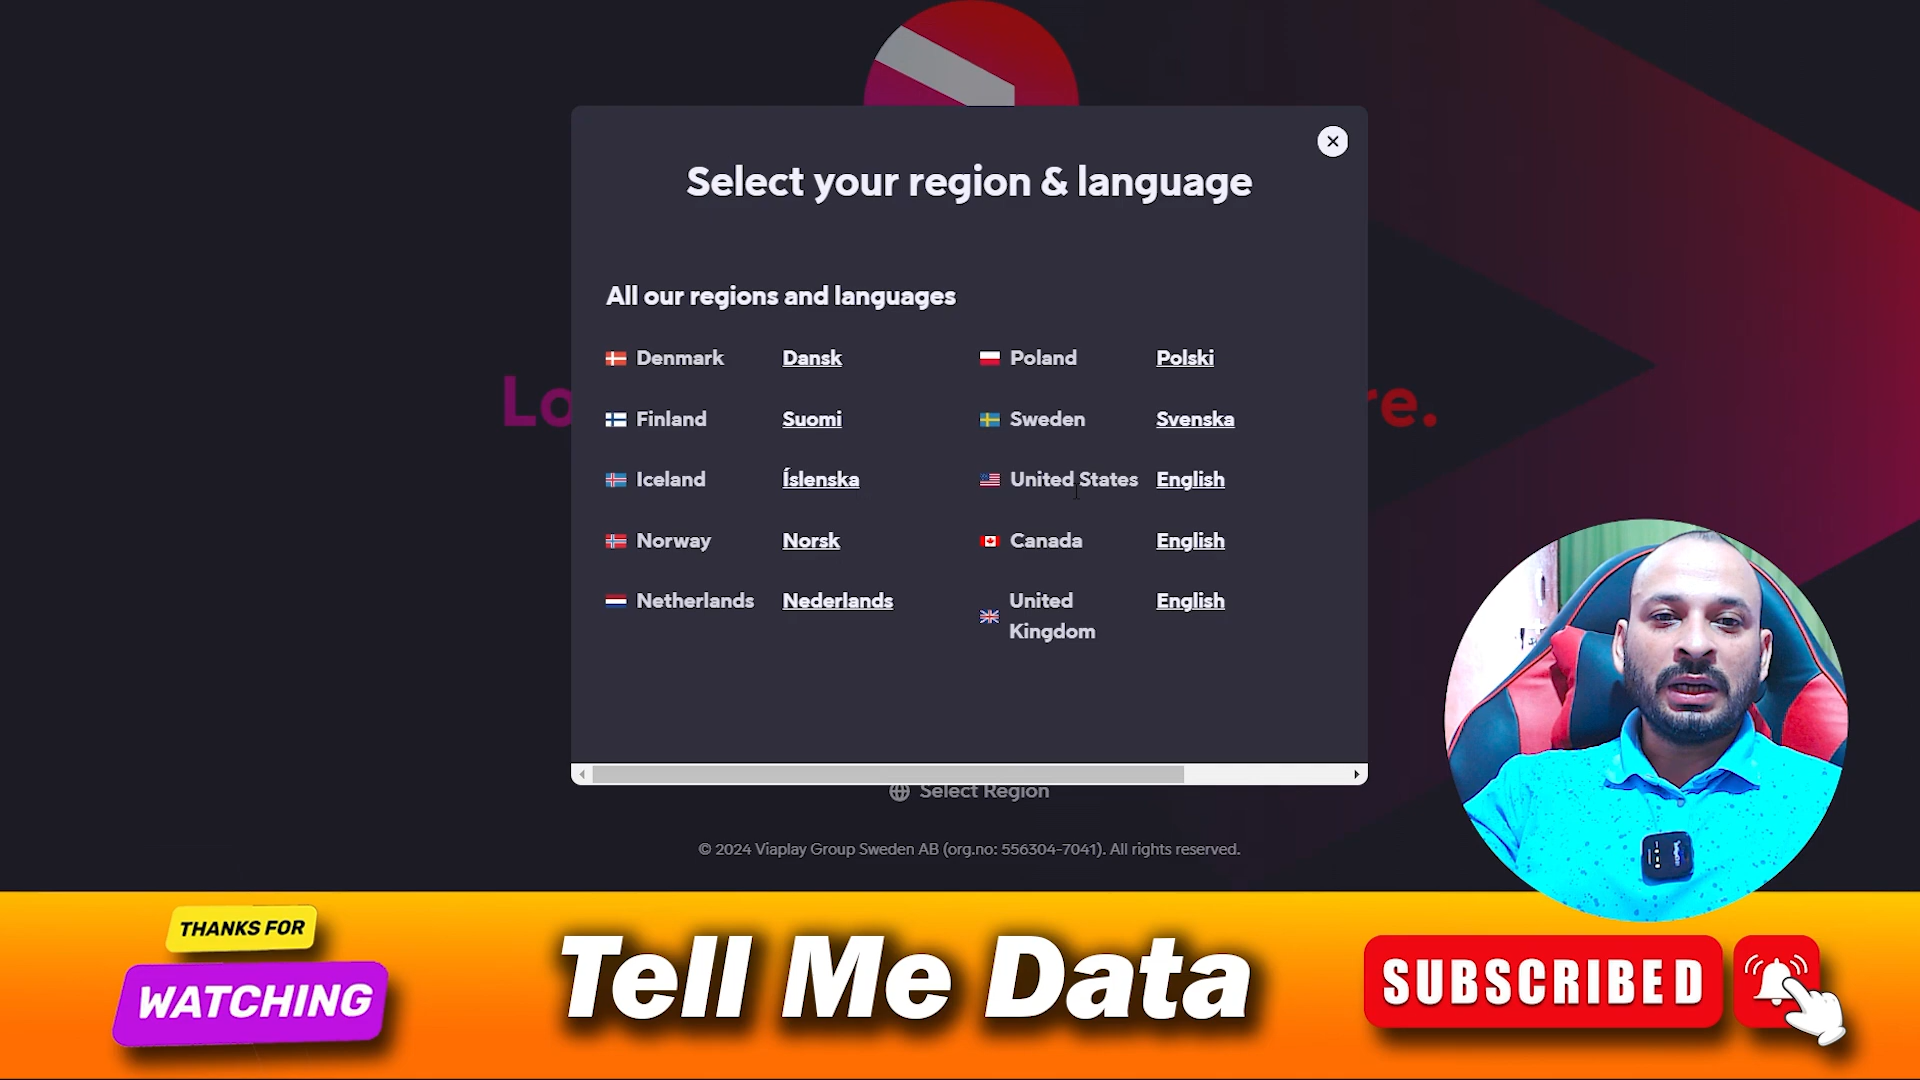 Select your region & language
All our regions and languages
Denmark Dansk
Finland Suomi
Iceland Íslenska
Norway Norsk
Netherlands Nederlands
Poland Polski
Sweden Svenska
United States English
Canada English
United Kingdom English
Lo
re.
Select Region
© 2024 Viaplay Group Sweden AB (org.no: 556304-7041). All rights reserved.
THANKS FOR
WATCHING
Tell Me Data
SUBSCRIBED